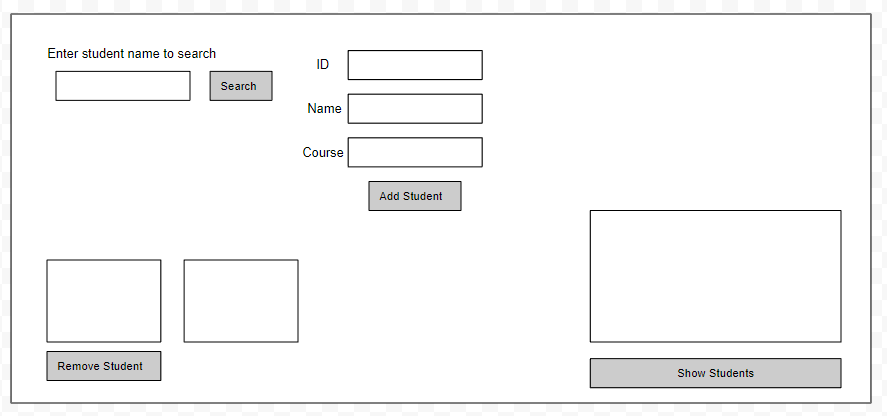 Enter student name to search
Search
ID
Name
Course
Add Student
Remove Student
Show Students